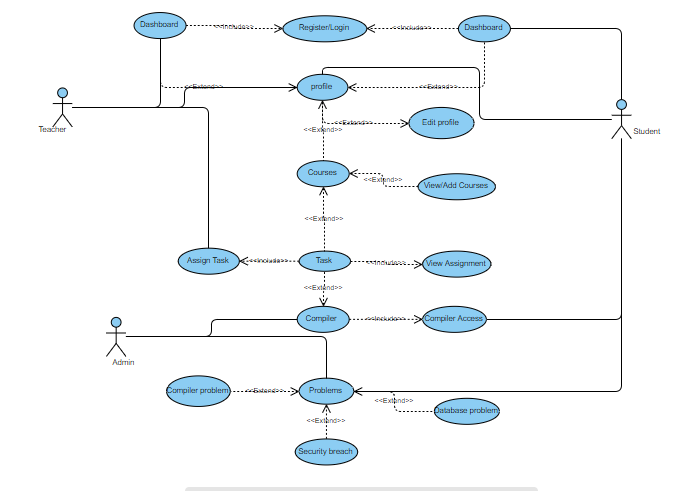 Dashboard
<<Include>>
Register/Login
<<Include>>
Dashboard
<<Extend>>
profile
<<Extend>>
Teacher
<<Extend>>
<<Extend>>
Edit profile
Student
Courses
<<Extend>>
View/Add Courses
<<Extend>>
Assign Task
<<Include>>
Task
<<Include>>
View Assignment
<<Extend>>
Compiler
<<Include>>
Compiler Access
Admin
Compiler problem
<<Extend>>
Problems
<<Extend>>
Database problem
<<Extend>>
Security breach